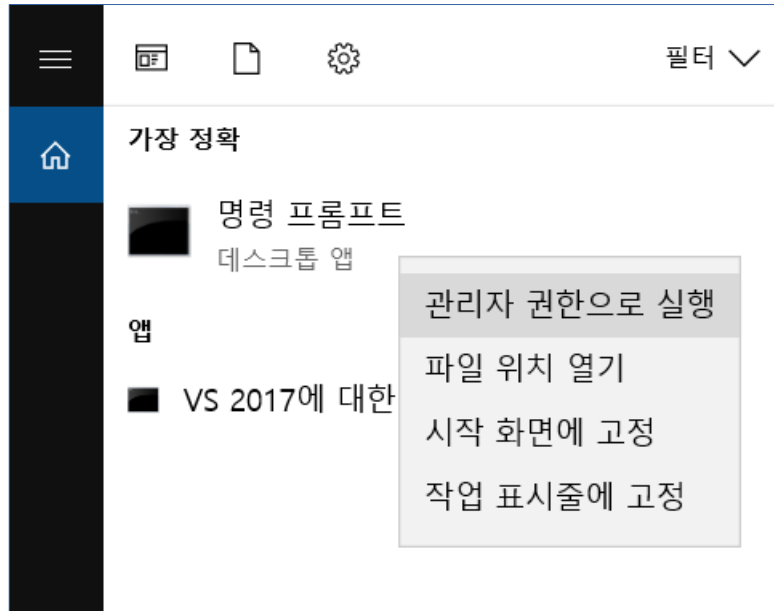 필터
가장 정확
명령 프롬프트
데스크톱 앱
관리자 권한으로 실행
앱
파일 위치 열기
VS 2017에 대한
시작 화면에 고정
작업 표시줄에 고정